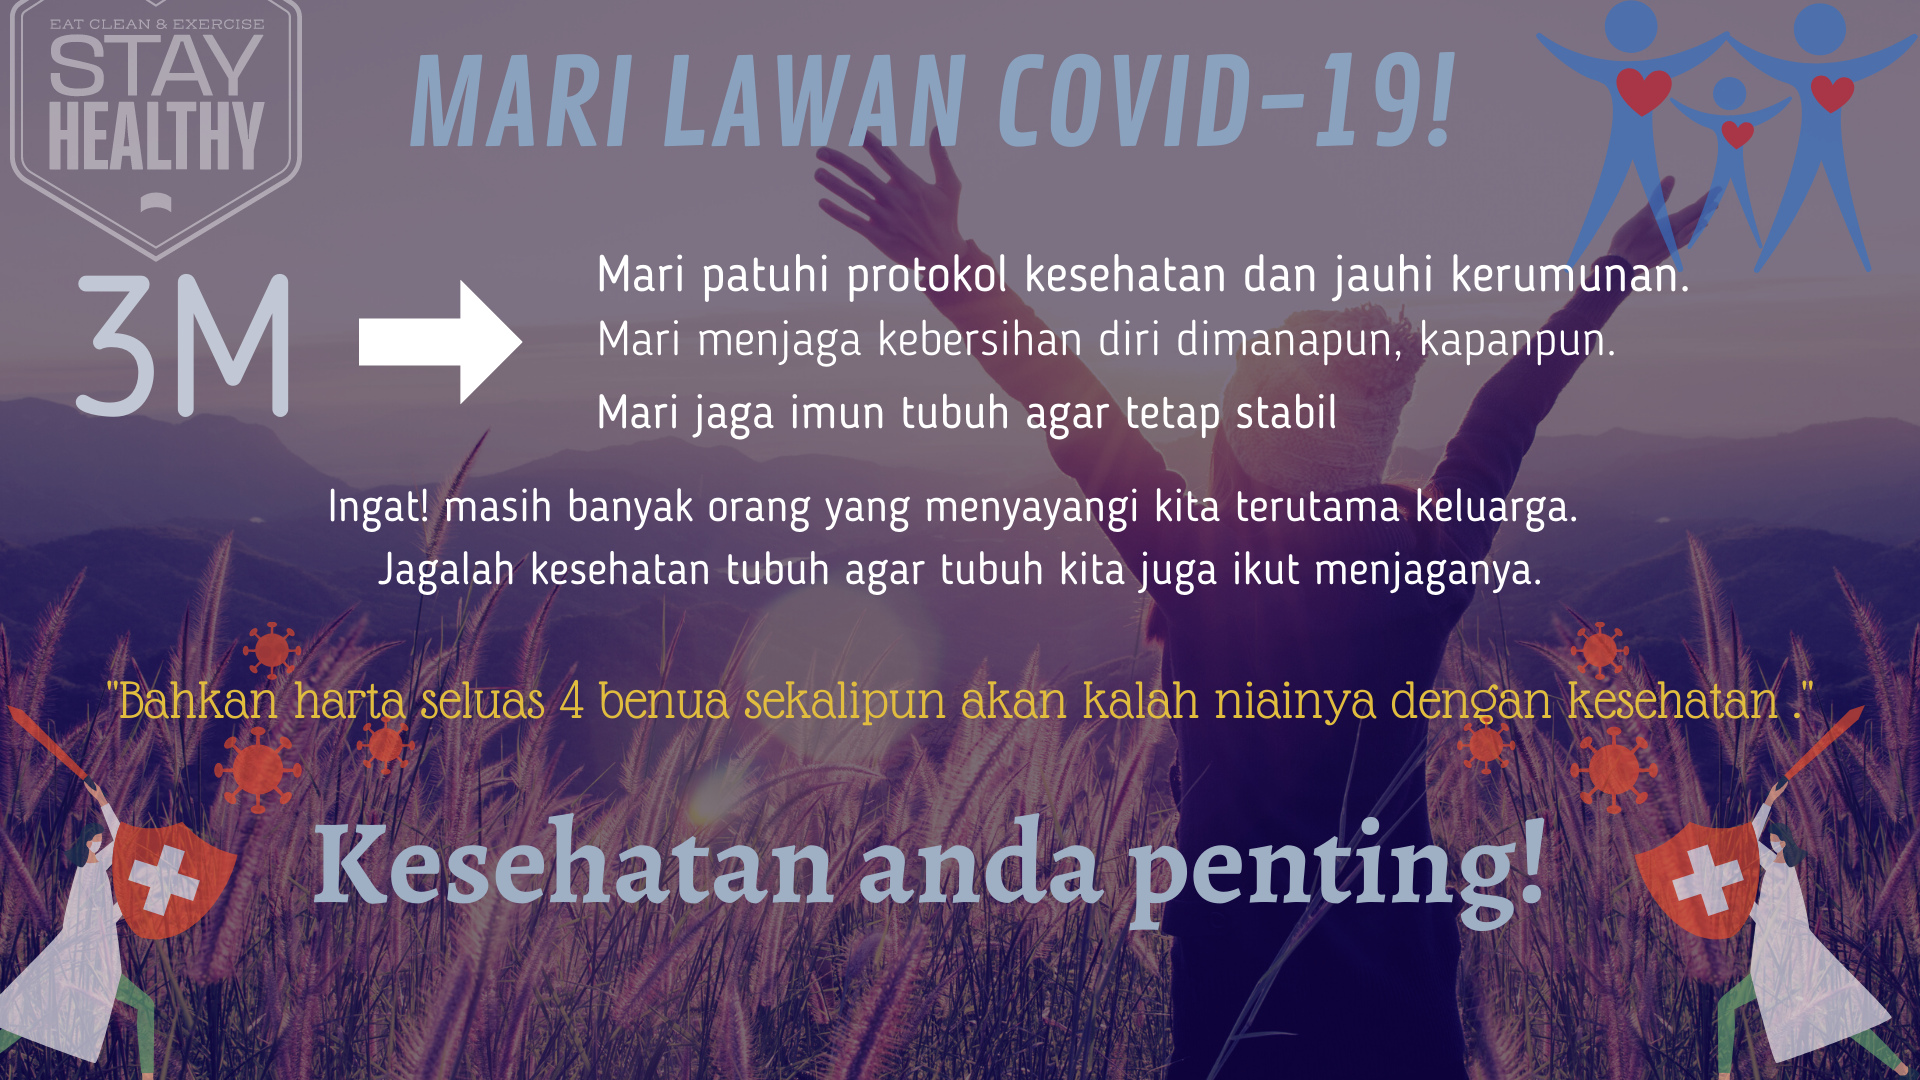 EAT CLEAN & EXERCISE
STAY
HEALTHY
MARI LAWAN COVID-19!
3M
Mari patuhi protokol kesehatan dan jauhi kerumunan.
Mari menjaga kebersihan diri dimanapun, kapanpun.
Mari jaga imun tubuh agar tetap stabil
Ingat! masih banyak orang yang menyayangi kita terutama keluarga.
Jagalah kesehatan tubuh agar tubuh kita juga ikut menjaganya.
"Bahkan harta seluas 4 benua sekalipun akan kalah niainya dengan kesehatan ."
Kesehatan anda penting!